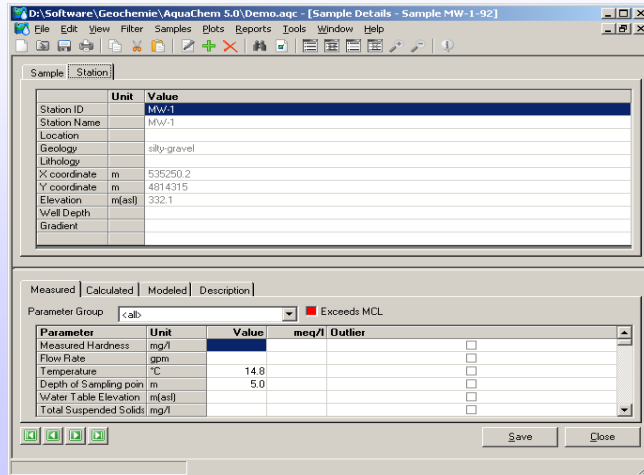 D:\Software\Geochemie\AquaChem 5.0\Demo.aqc - [Sample Details - Sample MW-1-92]
File Edit View Filter Samples Plots Reports Tools Window Help
Sample Station
Unit Value
Station ID MW-1
Station Name MW-1
Location
Geology silty-gravel
Lithology
X coordinate m 535250.2
Y coordinate m 4814315
Elevation m(asl) 332.1
Well Depth
Gradient
Measured Calculated Modeled Description
Parameter Group <all> Exceeds MCL
Parameter Unit Value meq/l Outlier
Measured Hardness mg/l
Flow Rate gpm
Temperature °C 14.8
Depth of Sampling poin m 5.0
Water Table Elevation m(asl)
Total Suspended Solids mg/l
Save Close